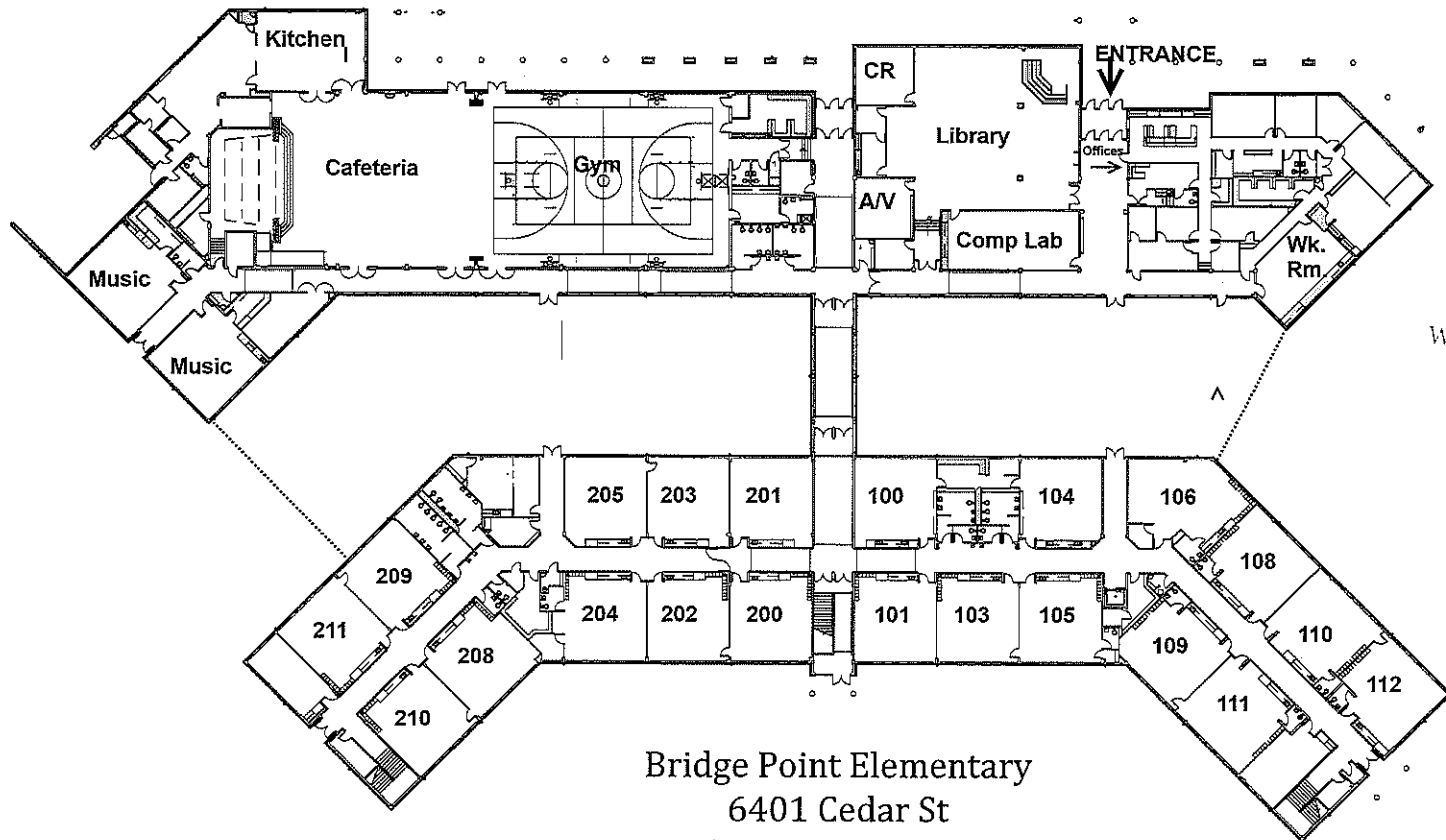 Kitchen
ENTRANCE
CR
Library
Cafeteria
Gym
Offices
A/V
Comp Lab
Wk.
Rm.
Music
Music
205
203
201
100
104
106
209
108
211
204
202
200
101
103
105
110
208
109
112
210
111
Bridge Point Elementary
6401 Cedar St